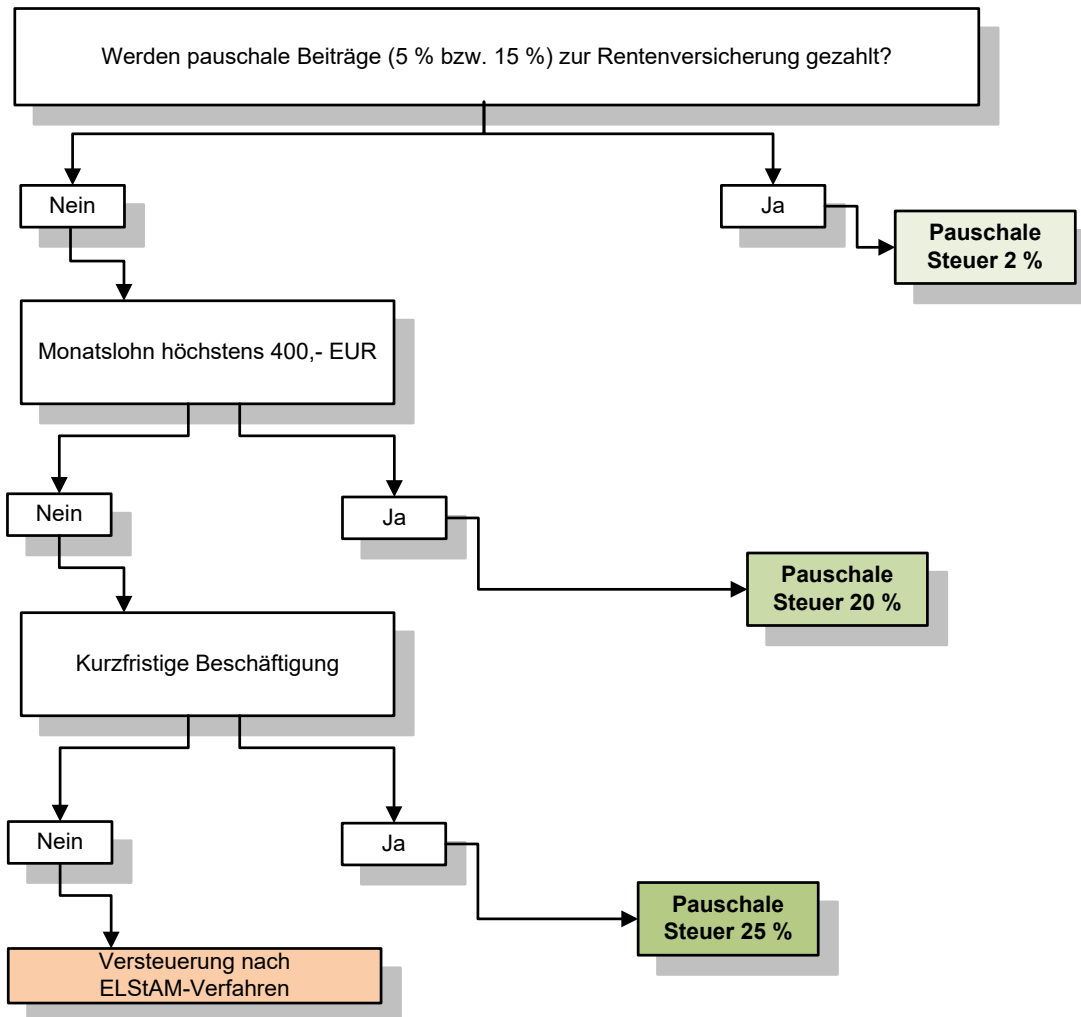 Werden pauschale Beiträge (5 % bzw. 15 %) zur Rentenversicherung gezahlt?
Nein
Ja
Pauschale
Steuer 2 %
Monatslohn höchstens 400,- EUR
Nein
Ja
Pauschale
Steuer 20 %
Kurzfristige Beschäftigung
Nein
Ja
Pauschale
Steuer 25 %
Versteuerung nach
ELStAM-Verfahren